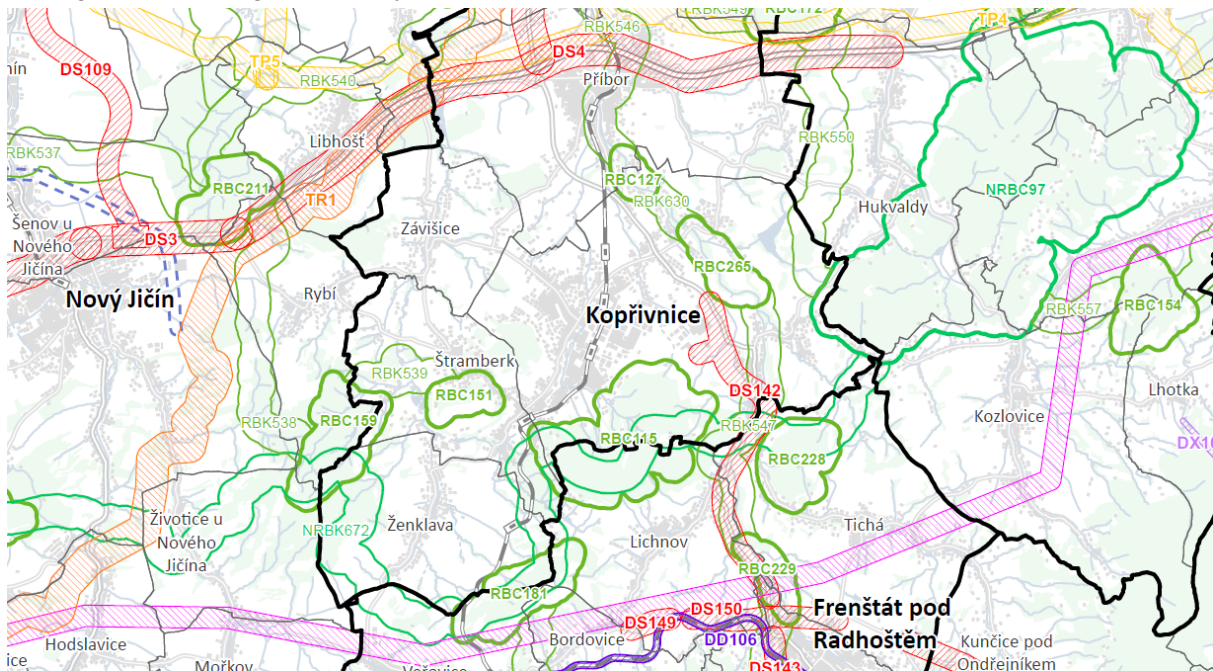 RBK546
RBK549
RBC172
TP4
DS4
TP5
DS109
Příbor
RBK540
Libhošť
RBK550
RBK537
RBC127
RBC211
NRBC97
TR1
RBK630
Hukvaldy
Šenov u
Nového
Jičína
Závišice
DS3
RBC265
Nový Jičín
Rybí
RBK557
RBC154
Kopřivnice
Štramberk
RBK539
Lhotka
DS142
RBC151
Kozlovice
RBK538
RBC159
RBK547
RBC115
RBC228
Životice u
Nového
Jičína
NRBK672
Ženklava
Tichá
Lichnov
RBC229
RBC181
DS150
Frenštát pod
Radhoštěm
DS149
DD106
Hodslavice
Bordovice
Kunčice pod
Ondřejníkem
Mořkov
DS143